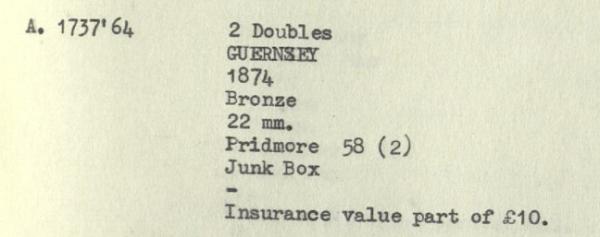 A. 1737'64 2 Doubles
GUERNSEY
1874
Bronze
22 mm.
Pridmore 58 (2)
Junk Box
-
Insurance value part of £10.